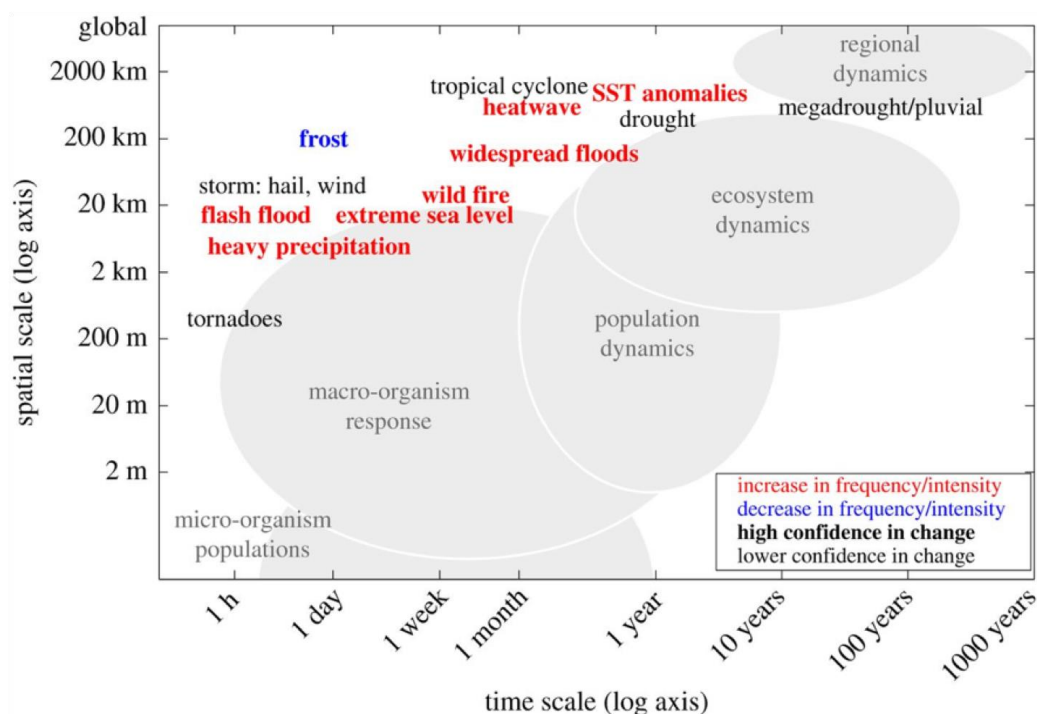 global
2000 km
200 km
20 km
2 km
200 m
20 m
2 m
spatial scale (log axis)
regional
dynamics
tropical cyclone
SST anomalies
heatwave
megadrought/pluvial
drought
frost
widespread floods
storm: hail, wind
wild fire
ecosystem
dynamics
flash flood
extreme sea level
heavy precipitation
tornadoes
population
dynamics
macro-organism
response
micro-organism
populations
increase in frequency/intensity
decrease in frequency/intensity
high confidence in change
lower confidence in change
1 h
1 day
1 week
1 month
1 year
10 years
100 years
1000 years
time scale (log axis)